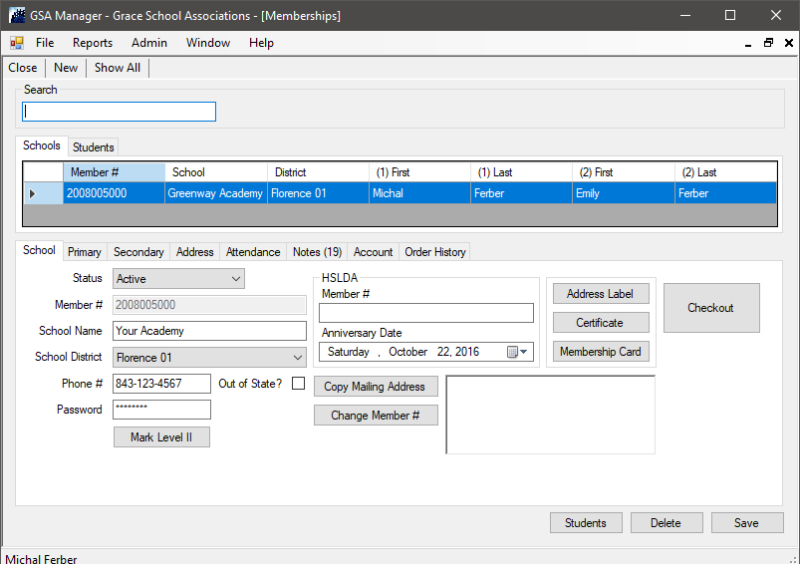 GSA Manager - Grace School Associations - [Memberships]
File Reports Admin Window Help
Close New Show All
Search
Schools Students
Member # School District (1) First (1) Last (2) First (2) Last
2008005000 Greenway Academy Florence 01 Michal Ferber Emily Ferber
School Primary Secondary Address Attendance Notes (19) Account Order History
Status Active
Member # 2008005000
School Name Your Academy
School District Florence 01
Phone # 843-123-4567 Out of State?
Password ********
Mark Level II
HSLDA
Member #
Anniversary Date
Saturday , October 22, 2016
Copy Mailing Address
Change Member #
Address Label
Certificate
Membership Card
Checkout
Students Delete Save
Michal Ferber